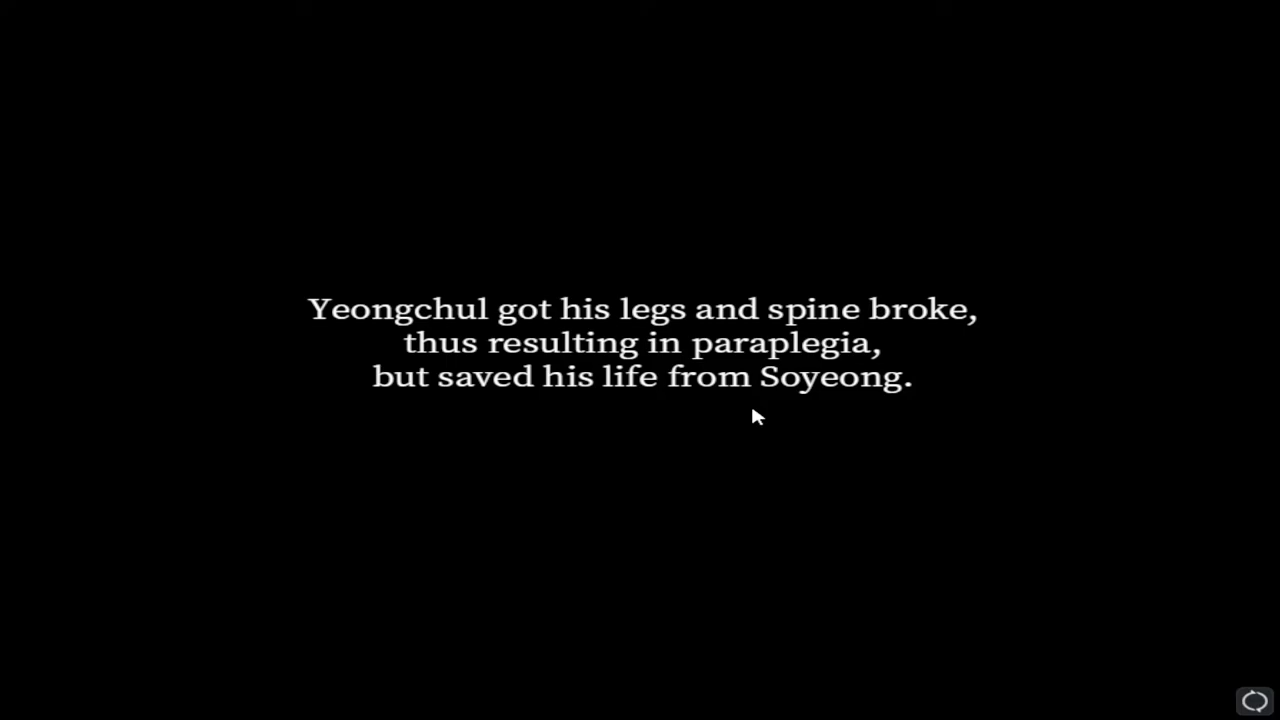 Yeongchul got his legs and spine broke,
thus resulting in paraplegia,
but saved his life from Soyeong.